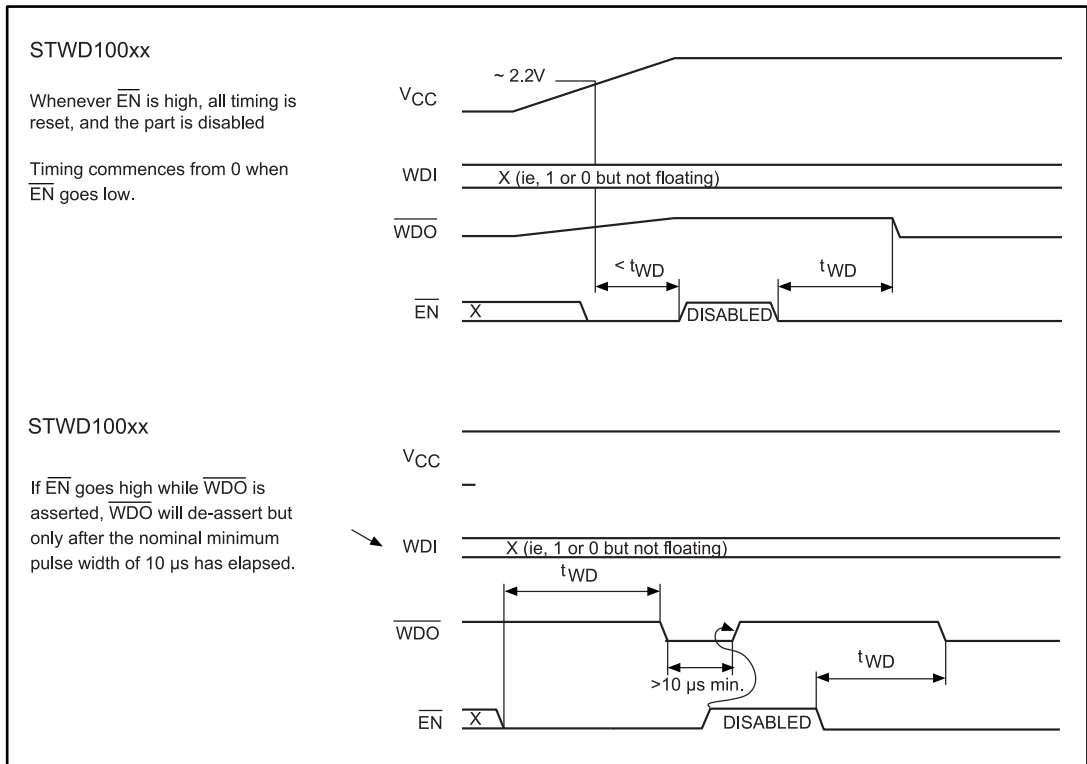 STWD100xx
Whenever EN is high, all timing is
reset, and the part is disabled
Timing commences from 0 when
EN goes low.
~ 2.2V
VCC
WDI
X (ie, 1 or 0 but not floating)
WDO
< tWD
tWD
EN
X
DISABLED
STWD100xx
If EN goes high while WDO is
asserted, WDO will de-assert but
only after the nominal minimum
pulse width of 10 µs has elapsed.
VCC
WDI
X (ie, 1 or 0 but not floating)
tWD
WDO
tWD
>10 µs min.
EN
X
DISABLED